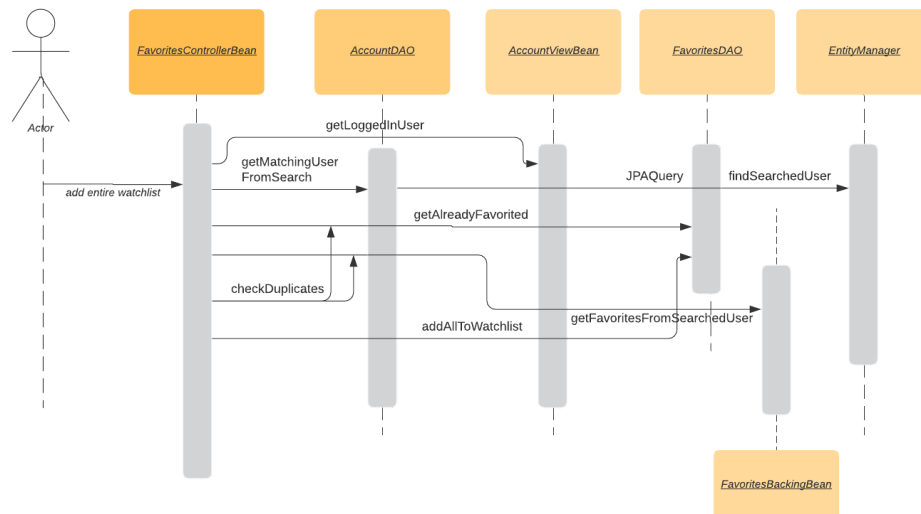 FavoritesControllerBean
AccountDAO
AccountViewBean
FavoritesDAO
EntityManager
Actor
getLoggedInUser
getMatchingUser
FromSearch
JPAQuery
findSearchedUser
add entire watchlist
getAlreadyFavorited
checkDuplicates
getFavoritesFromSearchedUser
addAllToWatchlist
FavoritesBackingBean